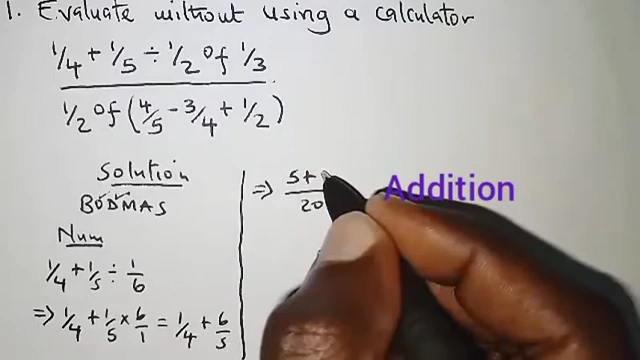 1. Evaluate without using a calculator
1/4 + 1/5 ÷ 1/2 Of 1/3
1/2 Of (4/5 - 3/4 + 1/2)
Solution
BODMAS
Num
1/4 + 1/5 ÷ 1/6
⇒ 1/4 + 1/5 × 6/1 = 1/4 + 6/5
⇒ 5+
20
Addition